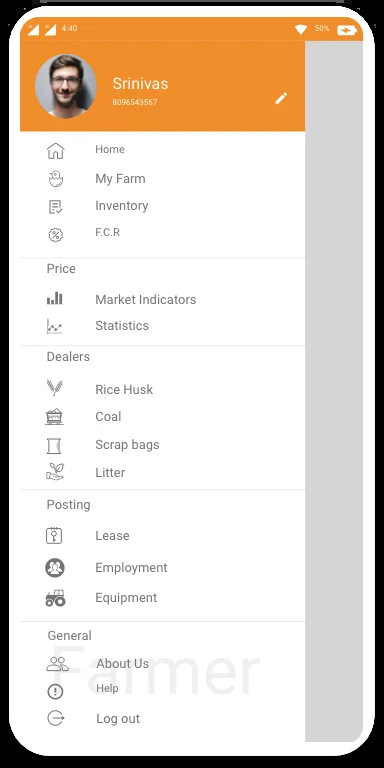 4:40 50%
Srinivas
8096543567
Home
My Farm
Inventory
F.C.R
Price
Market Indicators
Statistics
Dealers
Rice Husk
Coal
Scrap bags
Litter
Posting
Lease
Employment
Equipment
General
Farmer
About Us
Help
Log out